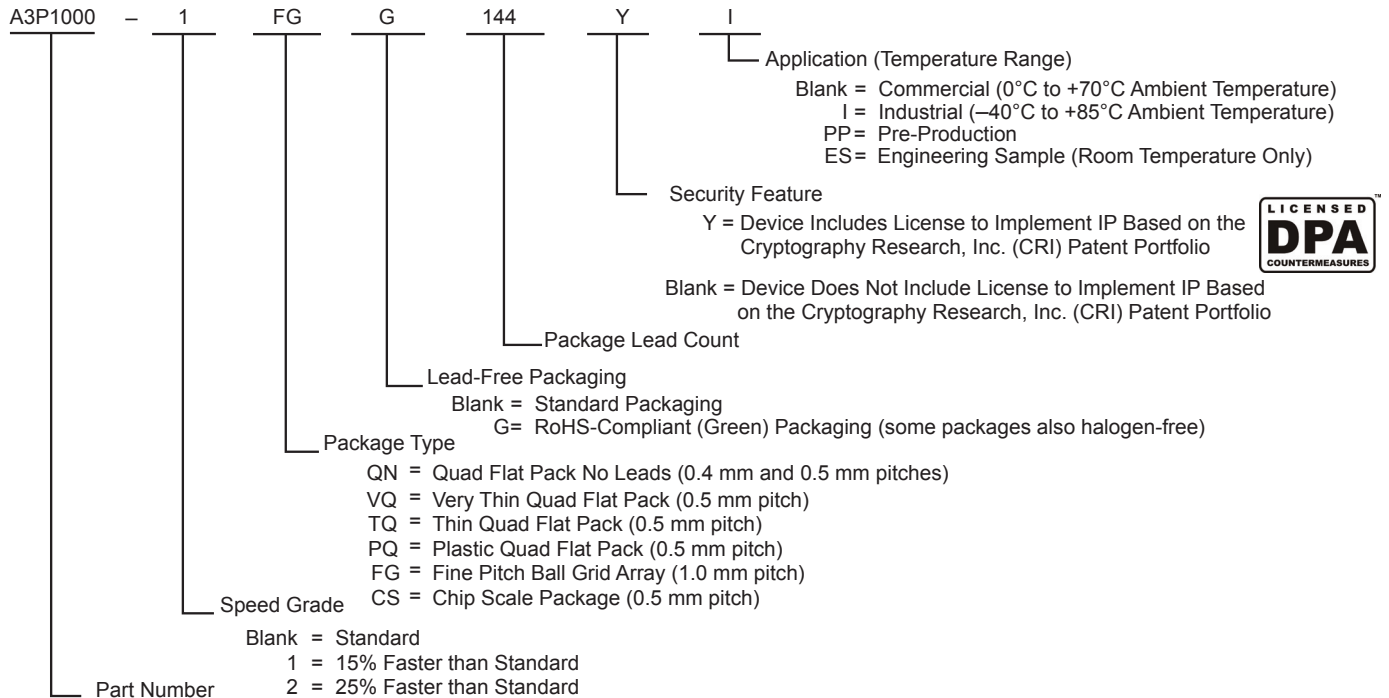 A3P1000 – 1 FG G 144 Y I
Application (Temperature Range)
Blank = Commercial (0°C to +70°C Ambient Temperature)
I = Industrial (–40°C to +85°C Ambient Temperature)
PP= Pre-Production
ES= Engineering Sample (Room Temperature Only)
Security Feature
Y = Device Includes License to Implement IP Based on the
Cryptography Research, Inc. (CRI) Patent Portfolio
LICENSED
DPA
COUNTERMEASURES
™
Blank = Device Does Not Include License to Implement IP Based
on the Cryptography Research, Inc. (CRI) Patent Portfolio
Package Lead Count
Lead-Free Packaging
Blank = Standard Packaging
G= RoHS-Compliant (Green) Packaging (some packages also halogen-free)
Package Type
QN = Quad Flat Pack No Leads (0.4 mm and 0.5 mm pitches)
VQ = Very Thin Quad Flat Pack (0.5 mm pitch)
TQ = Thin Quad Flat Pack (0.5 mm pitch)
PQ = Plastic Quad Flat Pack (0.5 mm pitch)
FG = Fine Pitch Ball Grid Array (1.0 mm pitch)
CS = Chip Scale Package (0.5 mm pitch)
Speed Grade
Blank = Standard
1 = 15% Faster than Standard
2 = 25% Faster than Standard
Part Number